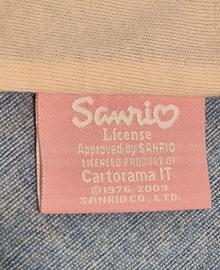 Sanrio
License
Approved by SANRIO
LICENSED PRODUCT OF
Cartorama IT
© 1976, 2009
SANRIO CO., LTD.